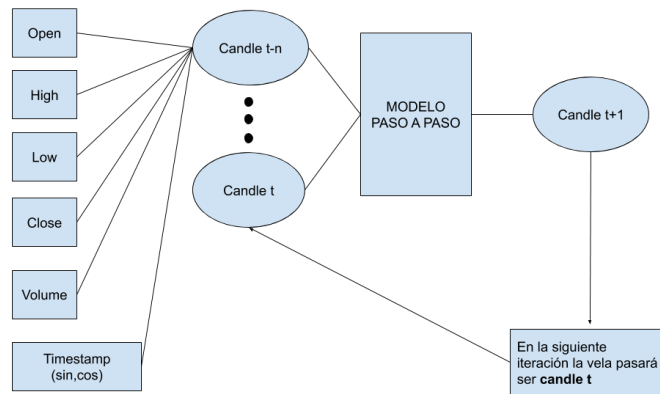 Open
High
Low
Close
Volume
Timestamp
(sin,cos)
Candle t-n
Candle t
MODELO
PASO A PASO
Candle t+1
En la siguiente
iteración la vela pasará
ser candle t